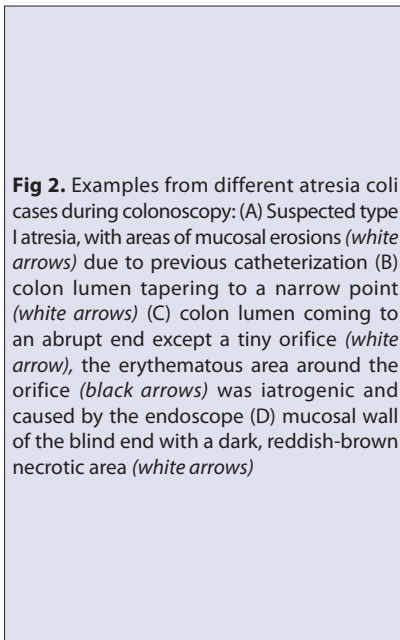 Fig 2. Examples from different atresia coli
cases during colonoscopy: (A) Suspected type
I atresia, with areas of mucosal erosions (white
arrows) due to previous catheterization (B)
colon lumen tapering to a narrow point
(white arrows) (C) colon lumen coming to
an abrupt end except a tiny orifice (white
arrow), the erythematous area around the
orifice (black arrows) was iatrogenic and
caused by the endoscope (D) mucosal wall
of the blind end with a dark, reddish-brown
necrotic area (white arrows)